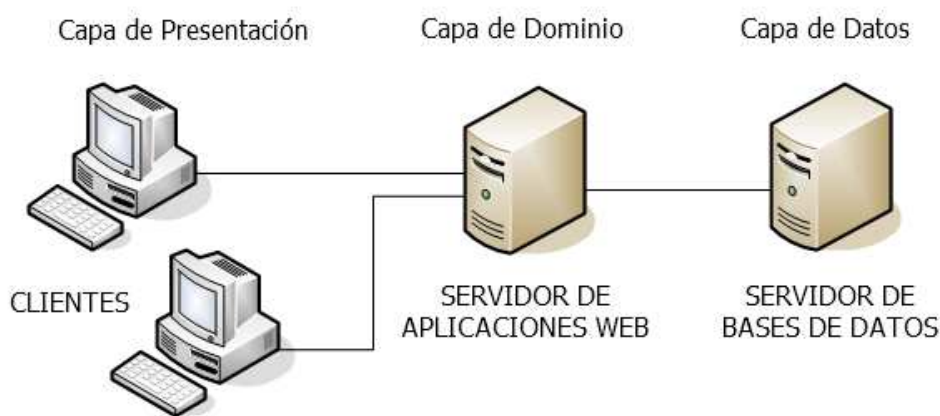 Capa de Presentación
Capa de Dominio
Capa de Datos
CLIENTES
SERVIDOR DE
APLICACIONES WEB
SERVIDOR DE
BASES DE DATOS